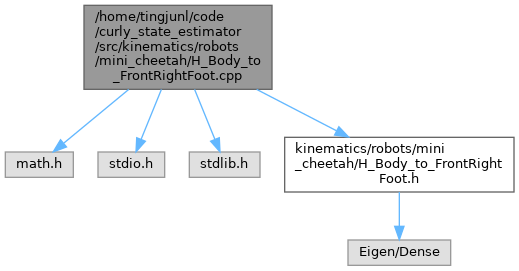 /home/tingjunl/code
/curly_state_estimator
/src/kinematics/robots
/mini_cheetah/H_Body_to
_FrontRightFoot.cpp
math.h
stdio.h
stdlib.h
kinematics/robots/mini
_cheetah/H_Body_to_FrontRight
Foot.h
Eigen/Dense